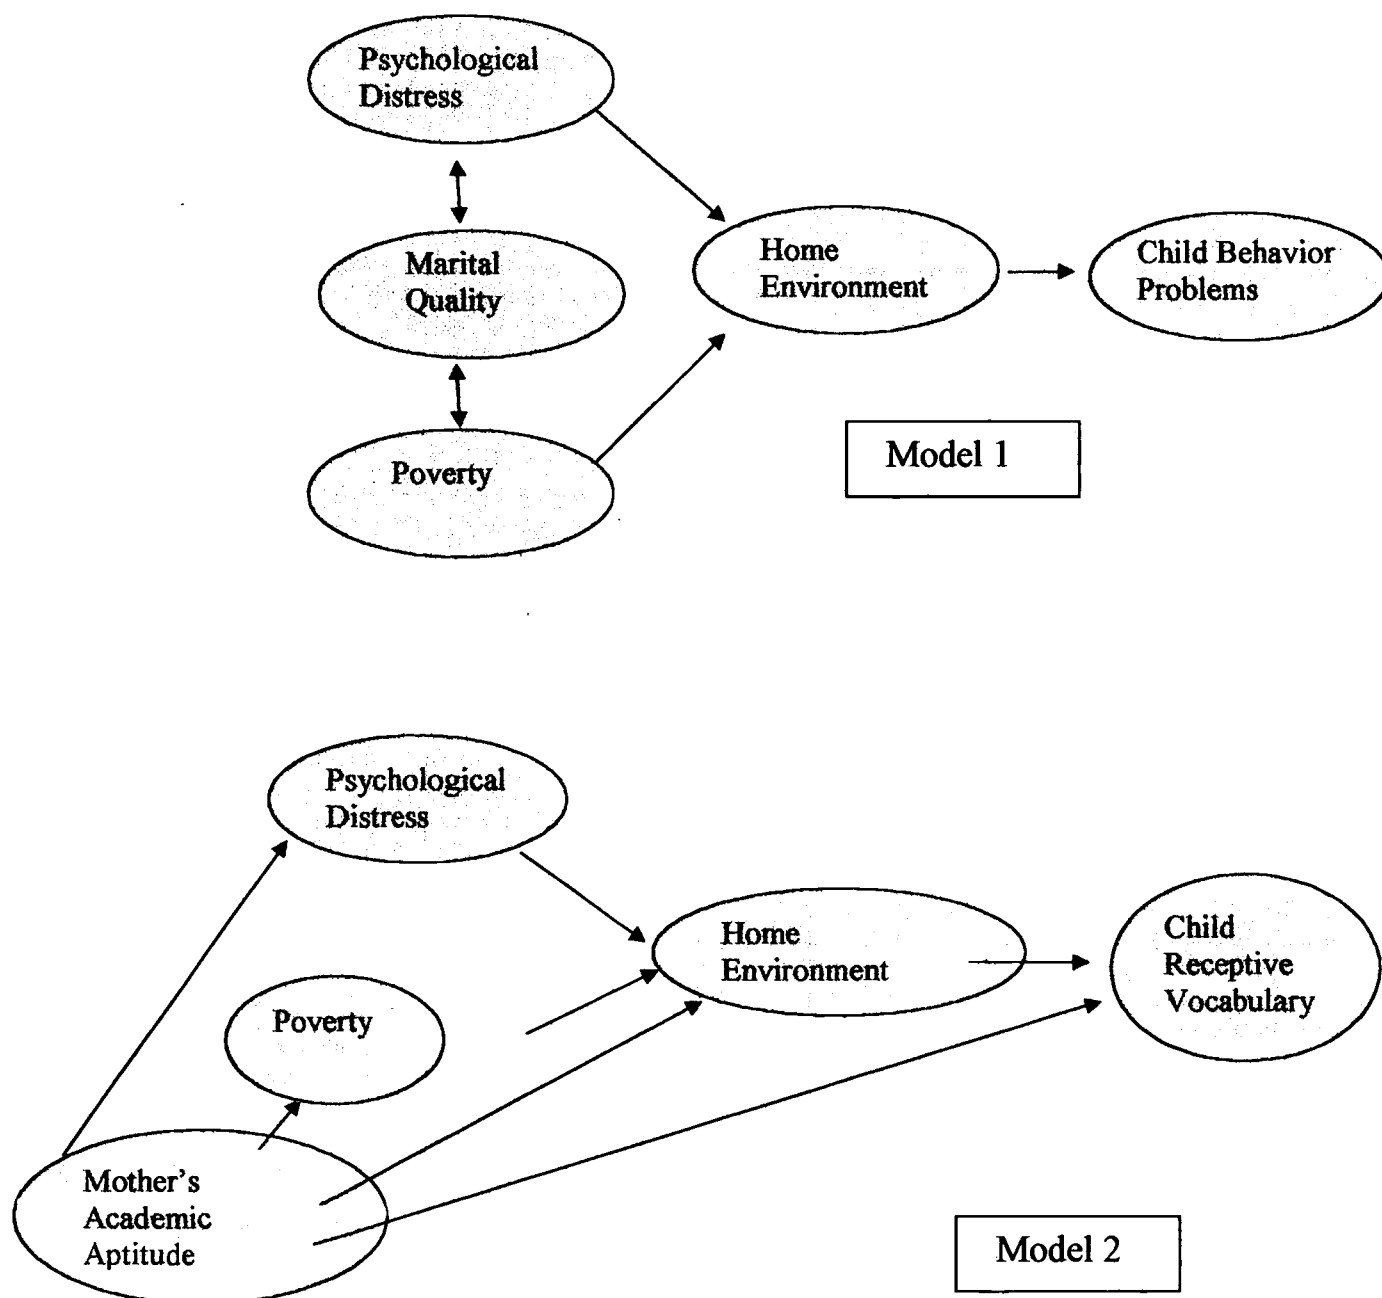 Psychological
Distress
Marital
Quality
Home
Environment
Child Behavior
Problems
Poverty
Model 1
Psychological
Distress
Home
Environment
Child
Receptive
Vocabulary
Poverty
Mother's
Academic
Aptitude
Model 2